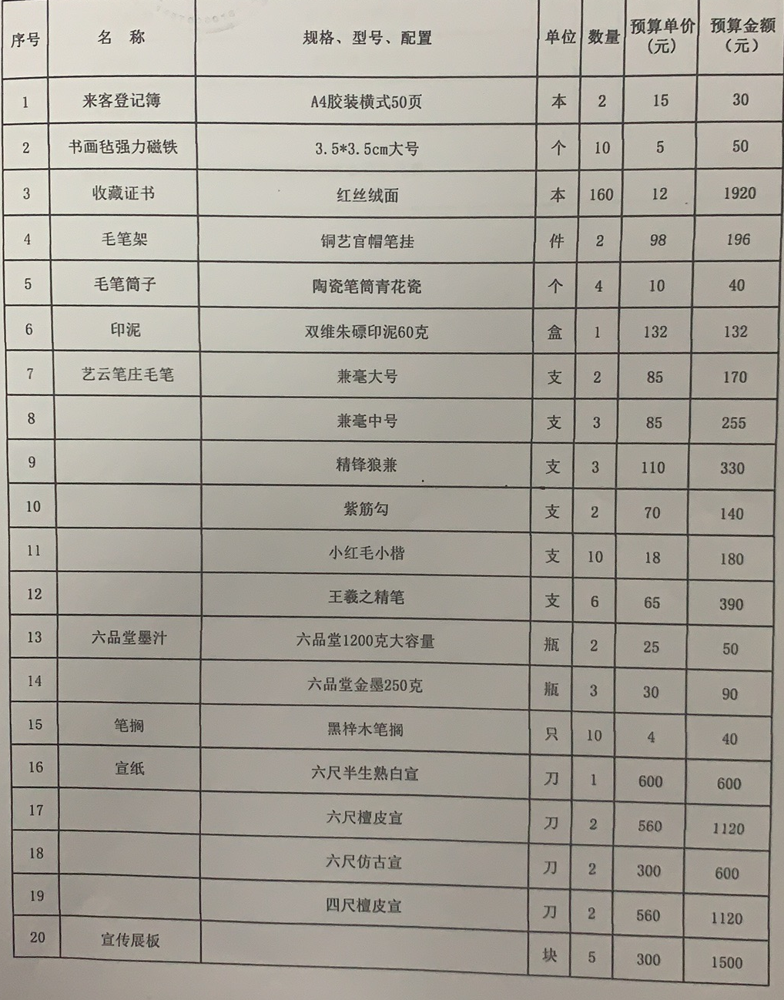 序号 名 称 规格、型号、配置 单位 数量 预算单价(元) 预算金额(元)
1 来客登记簿 A4胶装横式50页 本 2 15 30
2 书画毡强力磁铁 3.5*3.5cm大号 个 10 5 50
3 收藏证书 红丝绒面 本 160 12 1920
4 毛笔架 铜艺官帽笔挂 件 2 98 196
5 毛笔筒子 陶瓷笔筒青花瓷 个 4 10 40
6 印泥 双维朱磦印泥60克 盒 1 132 132
7 艺云笔庄毛笔 兼毫大号 支 2 85 170
8 兼毫中号 支 3 85 255
9 精锋狼兼 支 3 110 330
10 紫筋勾 支 2 70 140
11 小红毛小楷 支 10 18 180
12 王羲之精笔 支 6 65 390
13 六品堂墨汁 六品堂1200克大容量 瓶 2 25 50
14 六品堂金墨250克 瓶 3 30 90
15 笔搁 黑梓木笔搁 只 10 4 40
16 宣纸 六尺半生熟白宣 刀 1 600 600
17 六尺檀皮宣 刀 2 560 1120
18 六尺仿古宣 刀 2 300 600
19 四尺檀皮宣 刀 2 560 1120
20 宣传展板 块 5 300 1500